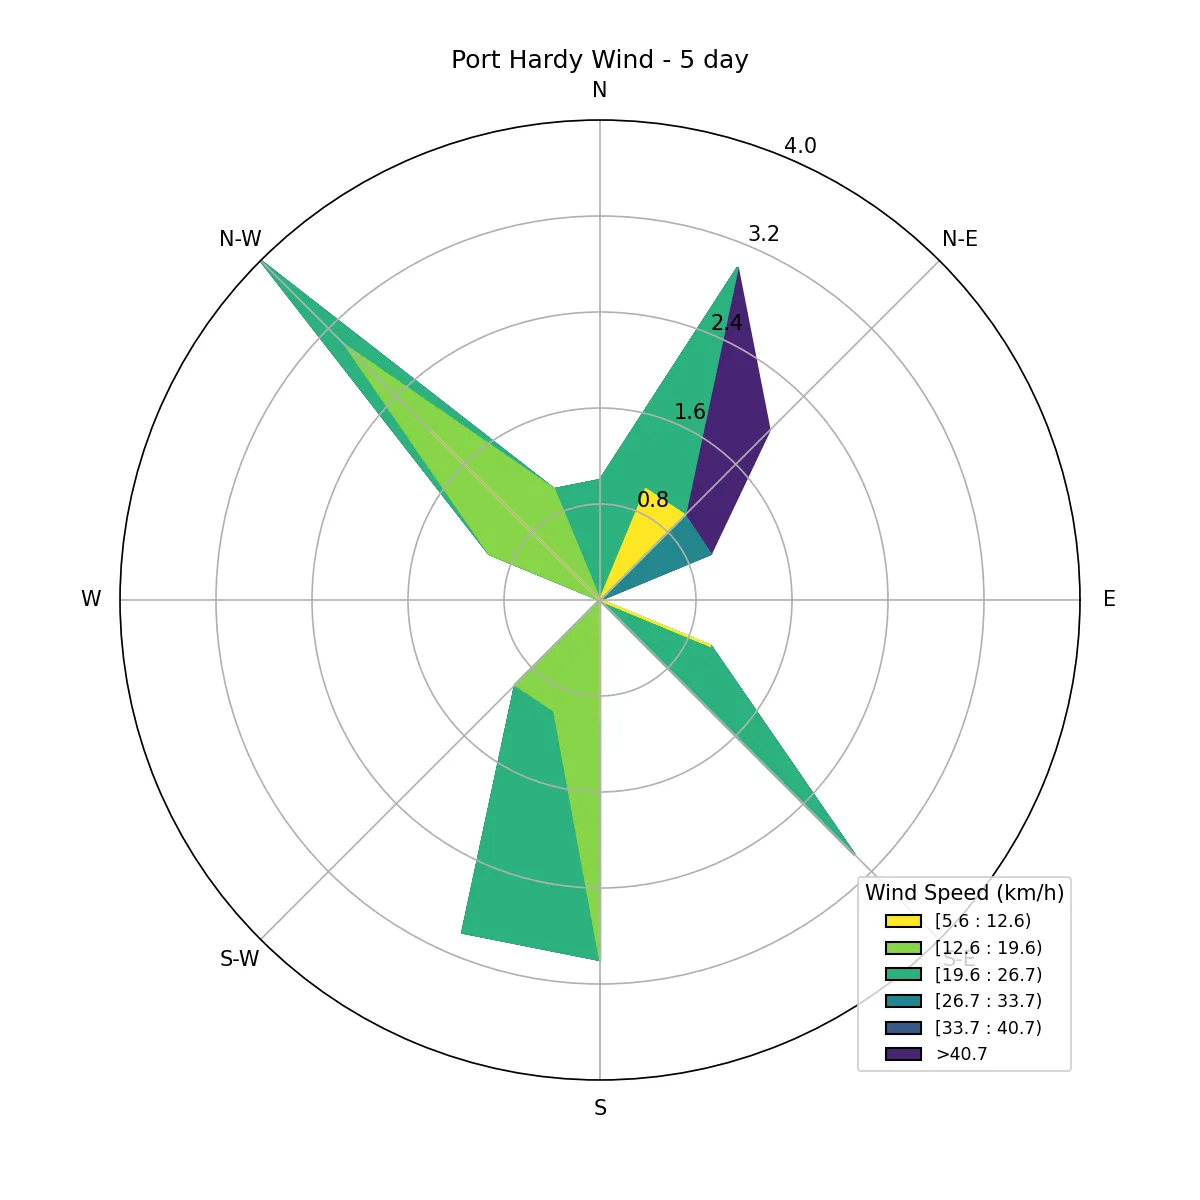 Port Hardy Wind - 5 day
N
4.0
N-W
3.2
N-E
2.4
1.6
0.8
W
E
Wind Speed (km/h)
[5.6 : 12.6)
[12.6 : 19.6)
S-W
S-E
[19.6 : 26.7)
[26.7 : 33.7)
[33.7 : 40.7)
>40.7
S